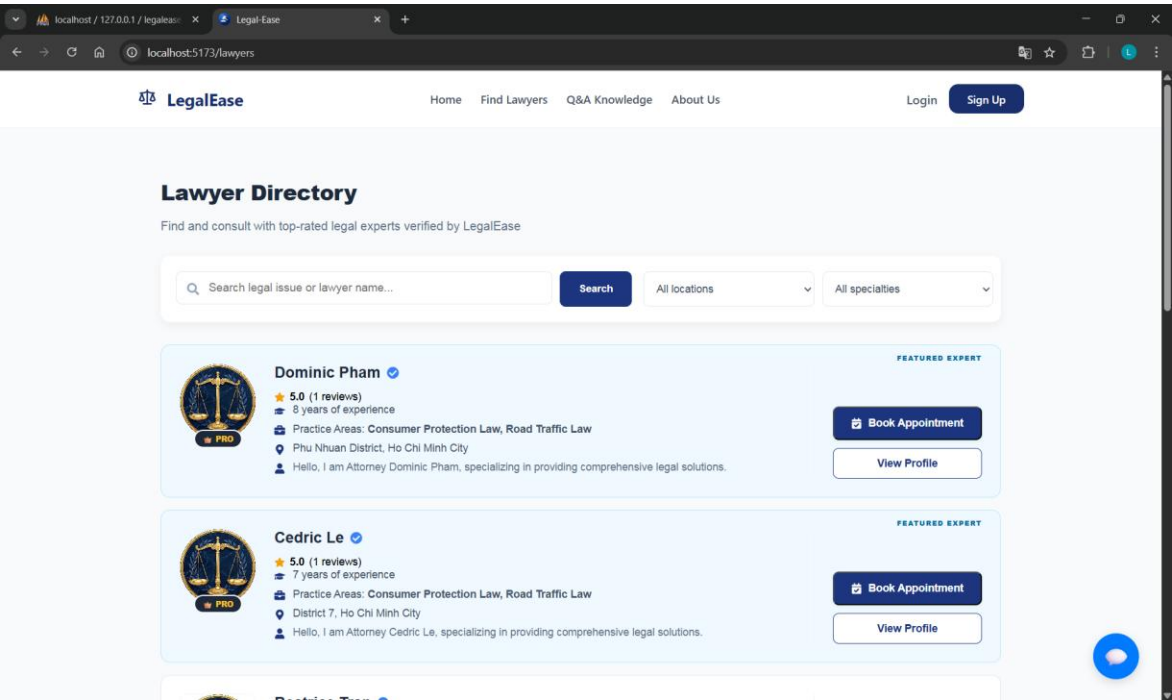 localhost / 127.0.0.1 / legalease
Legal-Ease
localhost:5173/lawyers
L
LegalEase
Home
Find Lawyers
Q&A Knowledge
About Us
Login
Sign Up
Lawyer Directory
Find and consult with top-rated legal experts verified by LegalEase
Search legal issue or lawyer name...
Search
All locations
All specialties
FEATURED EXPERT
Dominic Pham
5.0 (1 reviews)
8 years of experience
Practice Areas: Consumer Protection Law, Road Traffic Law
Phu Nhuan District, Ho Chi Minh City
Hello, I am Attorney Dominic Pham, specializing in providing comprehensive legal solutions.
PRO
Book Appointment
View Profile
FEATURED EXPERT
Cedric Le
5.0 (1 reviews)
7 years of experience
Practice Areas: Consumer Protection Law, Road Traffic Law
District 7, Ho Chi Minh City
Hello, I am Attorney Cedric Le, specializing in providing comprehensive legal solutions.
PRO
Book Appointment
View Profile